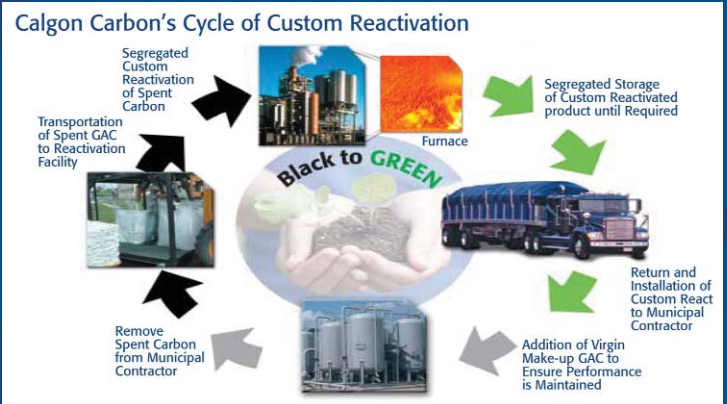 Calgon Carbon's Cycle of Custom Reactivation
Segregated
Custom
Reactivation
of Spent
Carbon
Furnace
Segregated Storage
of Custom Reactivated
product until Required
Transportation
of Spent GAC
to Reactivation
Facility
Black to GREEN
Return and
Installation of
Custom React
to Municipal
Contractor
Addition of Virgin
Make-up GAC to
Ensure Performance
is Maintained
Remove
Spent Carbon
from Municipal
Contractor